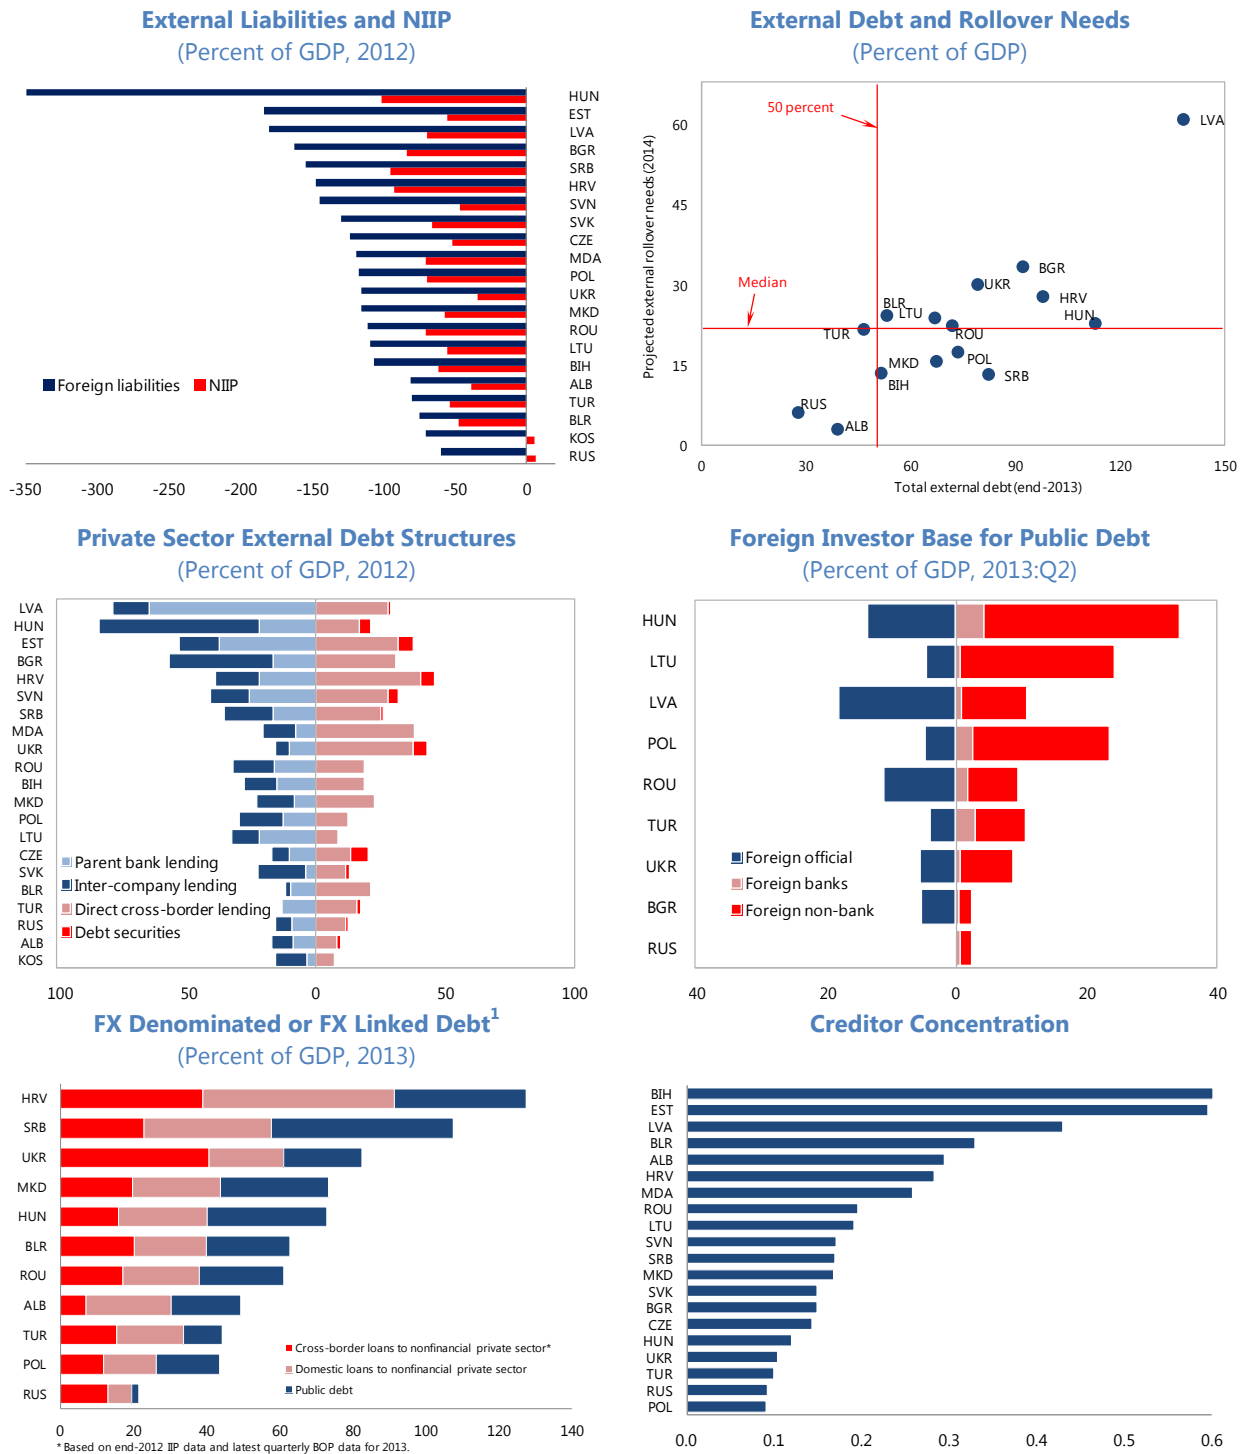 External Liabilities and NIIP
(Percent of GDP, 2012)
HUN
EST
LVA
BGR
SRB
HRV
SVN
SVK
CZE
MDA
POL
UKR
MKD
ROU
LTU
BIH
ALB
TUR
BLR
KOS
RUS
Foreign liabilities NIIP
-350 -300 -250 -200 -150 -100 -50 0
External Debt and Rollover Needs
(Percent of GDP)
Projected external rollover needs (2014)
60
45
30
15
0
50 percent
Median
LVA
BGR
UKR
HRV
HUN
BLR
LTU
TUR
ROU
MKD
POL
BIH
SRB
RUS
ALB
0 30 60 90 120 150
Total external debt (end-2013)
Private Sector External Debt Structures
(Percent of GDP, 2012)
LVA
HUN
EST
BGR
HRV
SVN
SRB
MDA
UKR
ROU
BIH
MKD
POL
LTU
CZE
SVK
BLR
TUR
RUS
ALB
KOS
Parent bank lending
Inter-company lending
Direct cross-border lending
Debt securities
100 50 0 50 100
Foreign Investor Base for Public Debt
(Percent of GDP, 2013:Q2)
HUN
LTU
LVA
POL
ROU
TUR
UKR
BGR
RUS
Foreign official
Foreign banks
Foreign non-bank
40 20 0 20 40
FX Denominated or FX Linked Debt1
(Percent of GDP, 2013)
HRV
SRB
UKR
MKD
HUN
BLR
ROU
ALB
TUR
POL
RUS
Cross-border loans to nonfinancial private sector*
Domestic loans to nonfinancial private sector
Public debt
0 20 40 60 80 100 120 140
* Based on end-2012 IIP data and latest quarterly BOP data for 2013.
Creditor Concentration
BIH
EST
LVA
BLR
ALB
HRV
MDA
ROU
LTU
SVN
SRB
MKD
SVK
BGR
CZE
HUN
UKR
TUR
RUS
POL
0.0 0.1 0.2 0.3 0.4 0.5 0.6